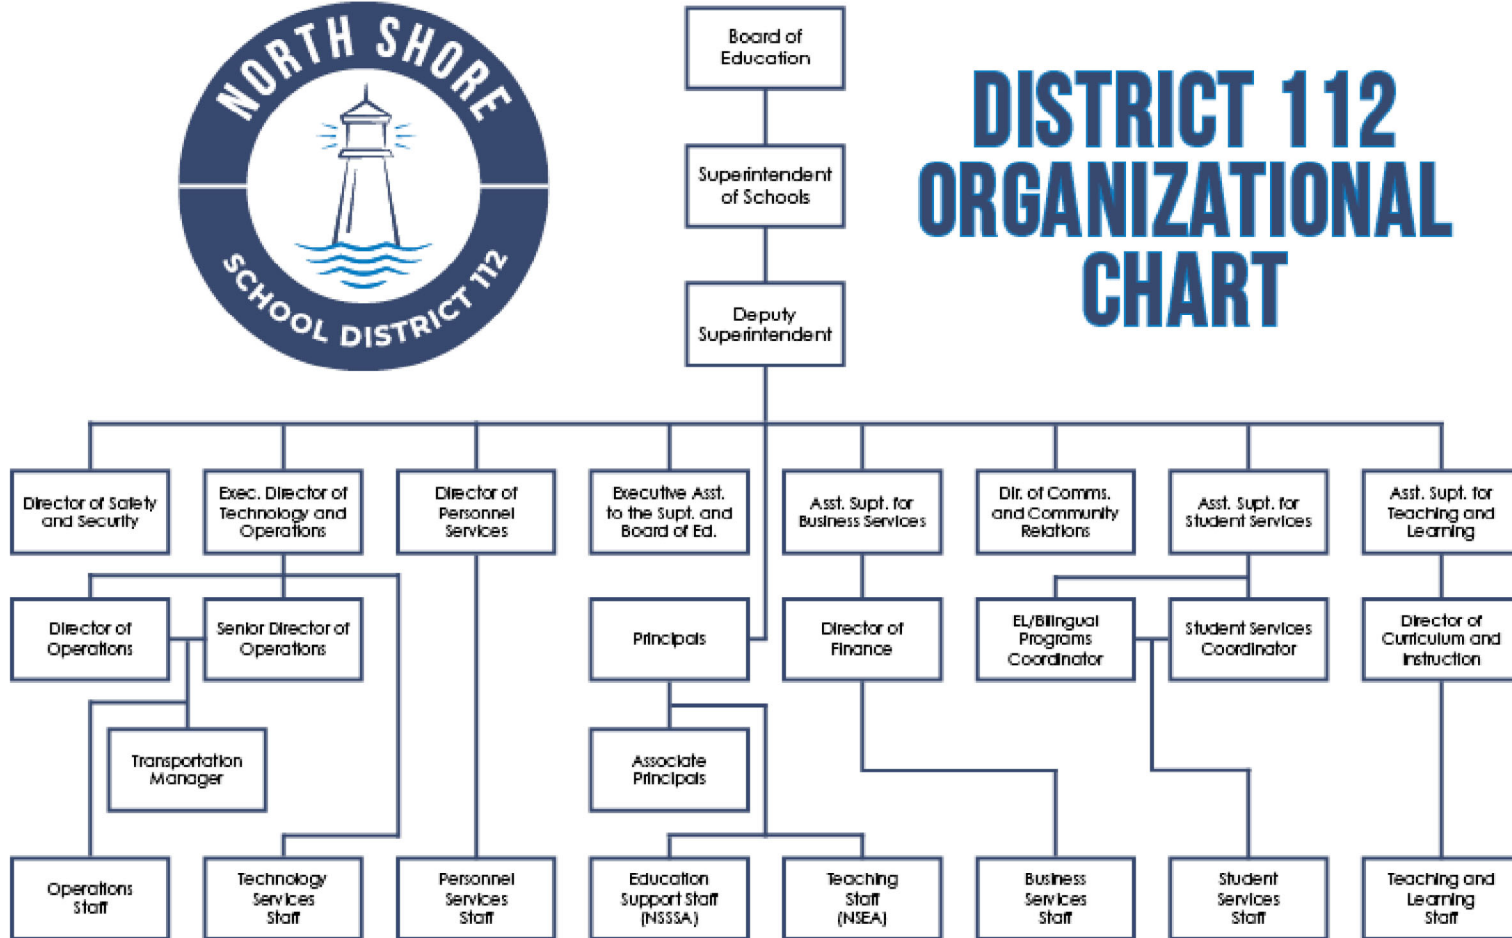 NORTH SHORE
SCHOOL DISTRICT 112
Board of
Education
DISTRICT 112
ORGANIZATIONAL
CHART
Superintendent
of Schools
Deputy
Superintendent
Director of Safety
and Security
Exec. Director of
Technology and
Operations
Director of
Personnel
Services
Executive Asst.
to the Supt. and
Board of Ed.
Asst. Supt. for
Business Services
Dir. of Comms.
and Community
Relations
Asst. Supt. for
Student Services
Asst. Supt. for
Teaching and
Learning
Director of
Operations
Senior Director of
Operations
Principals
Director of
Finance
EL/Bilingual
Programs
Coordinator
Student Services
Coordinator
Director of
Curriculum and
Instruction
Transportation
Manager
Associate
Principals
Operations
Staff
Technology
Services
Staff
Personnel
Services
Staff
Education
Support Staff
(NSSSA)
Teaching
Staff
(NSEA)
Business
Services
Staff
Student
Services
Staff
Teaching and
Learning
Staff